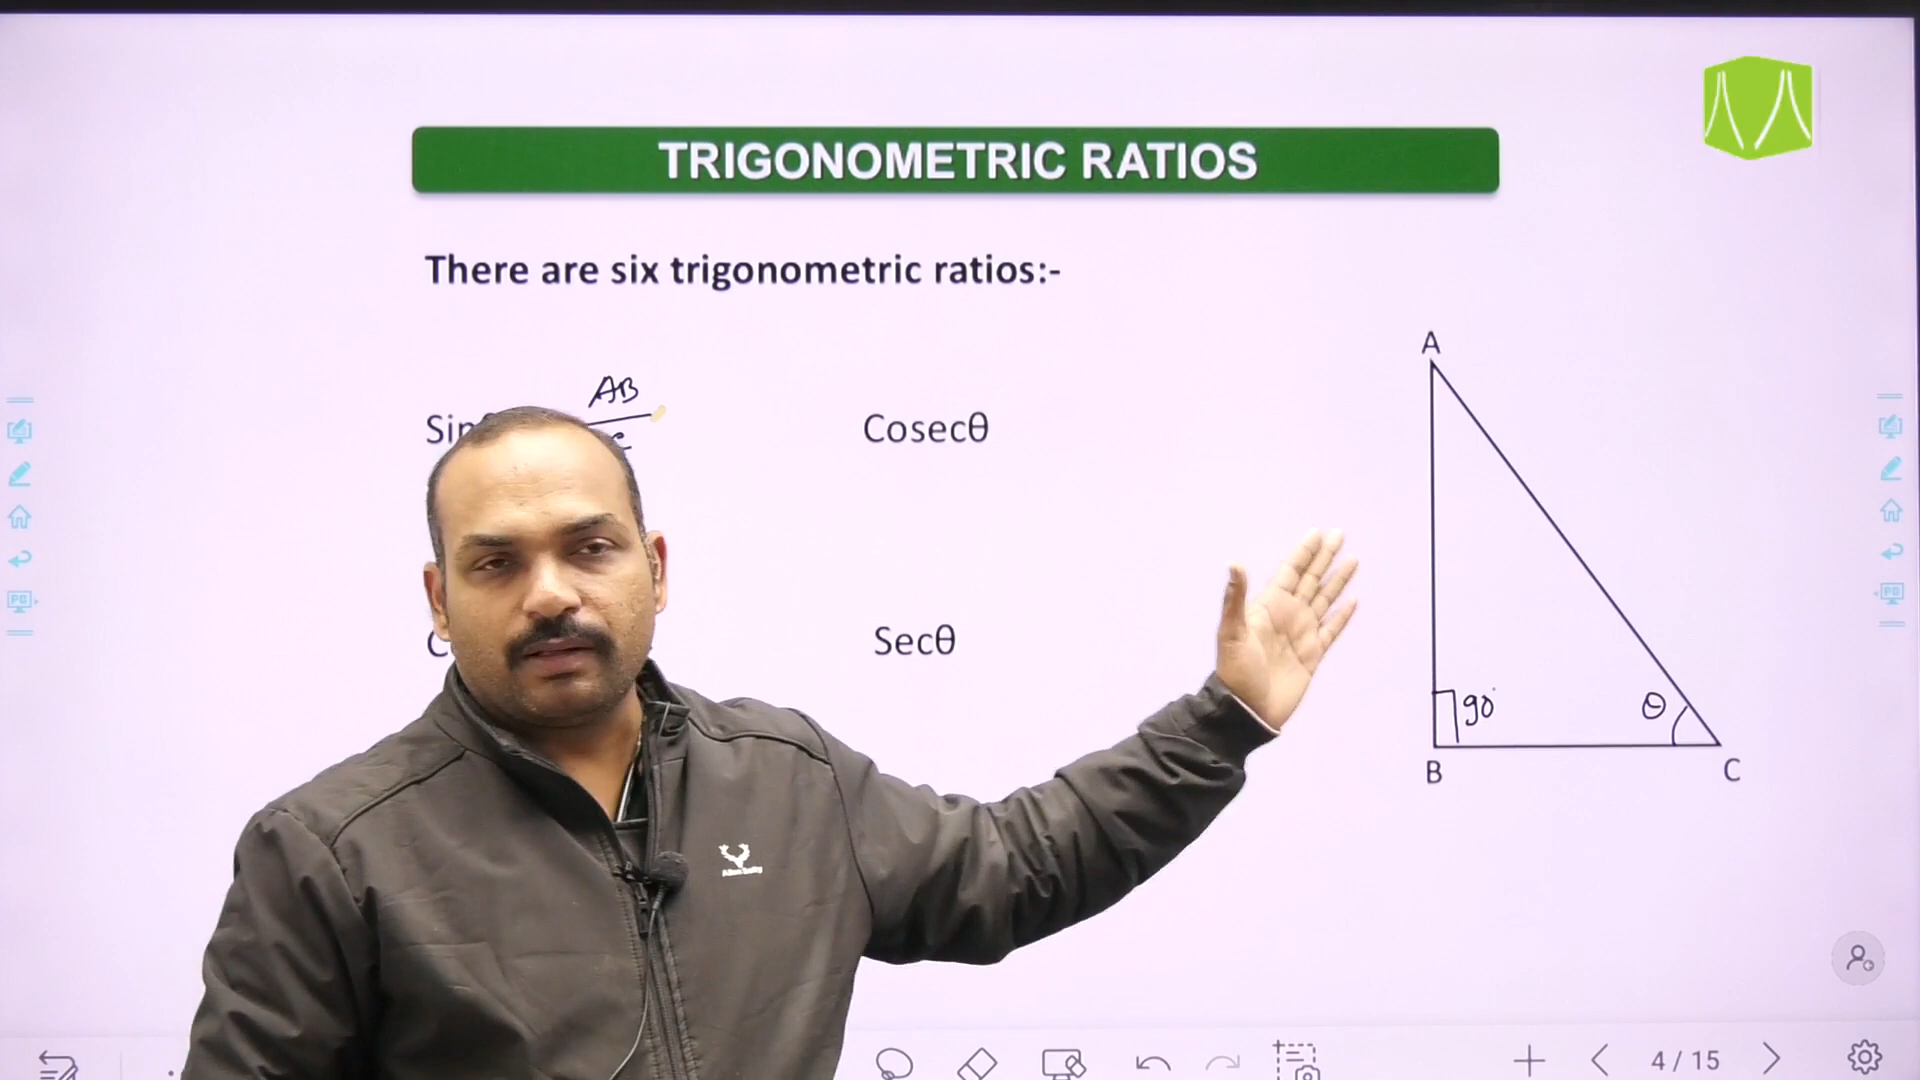 TRIGONOMETRIC RATIOS
There are six trigonometric ratios:-
A
AB
Cosecθ
Secθ
90°
θ
B
C
4 / 15